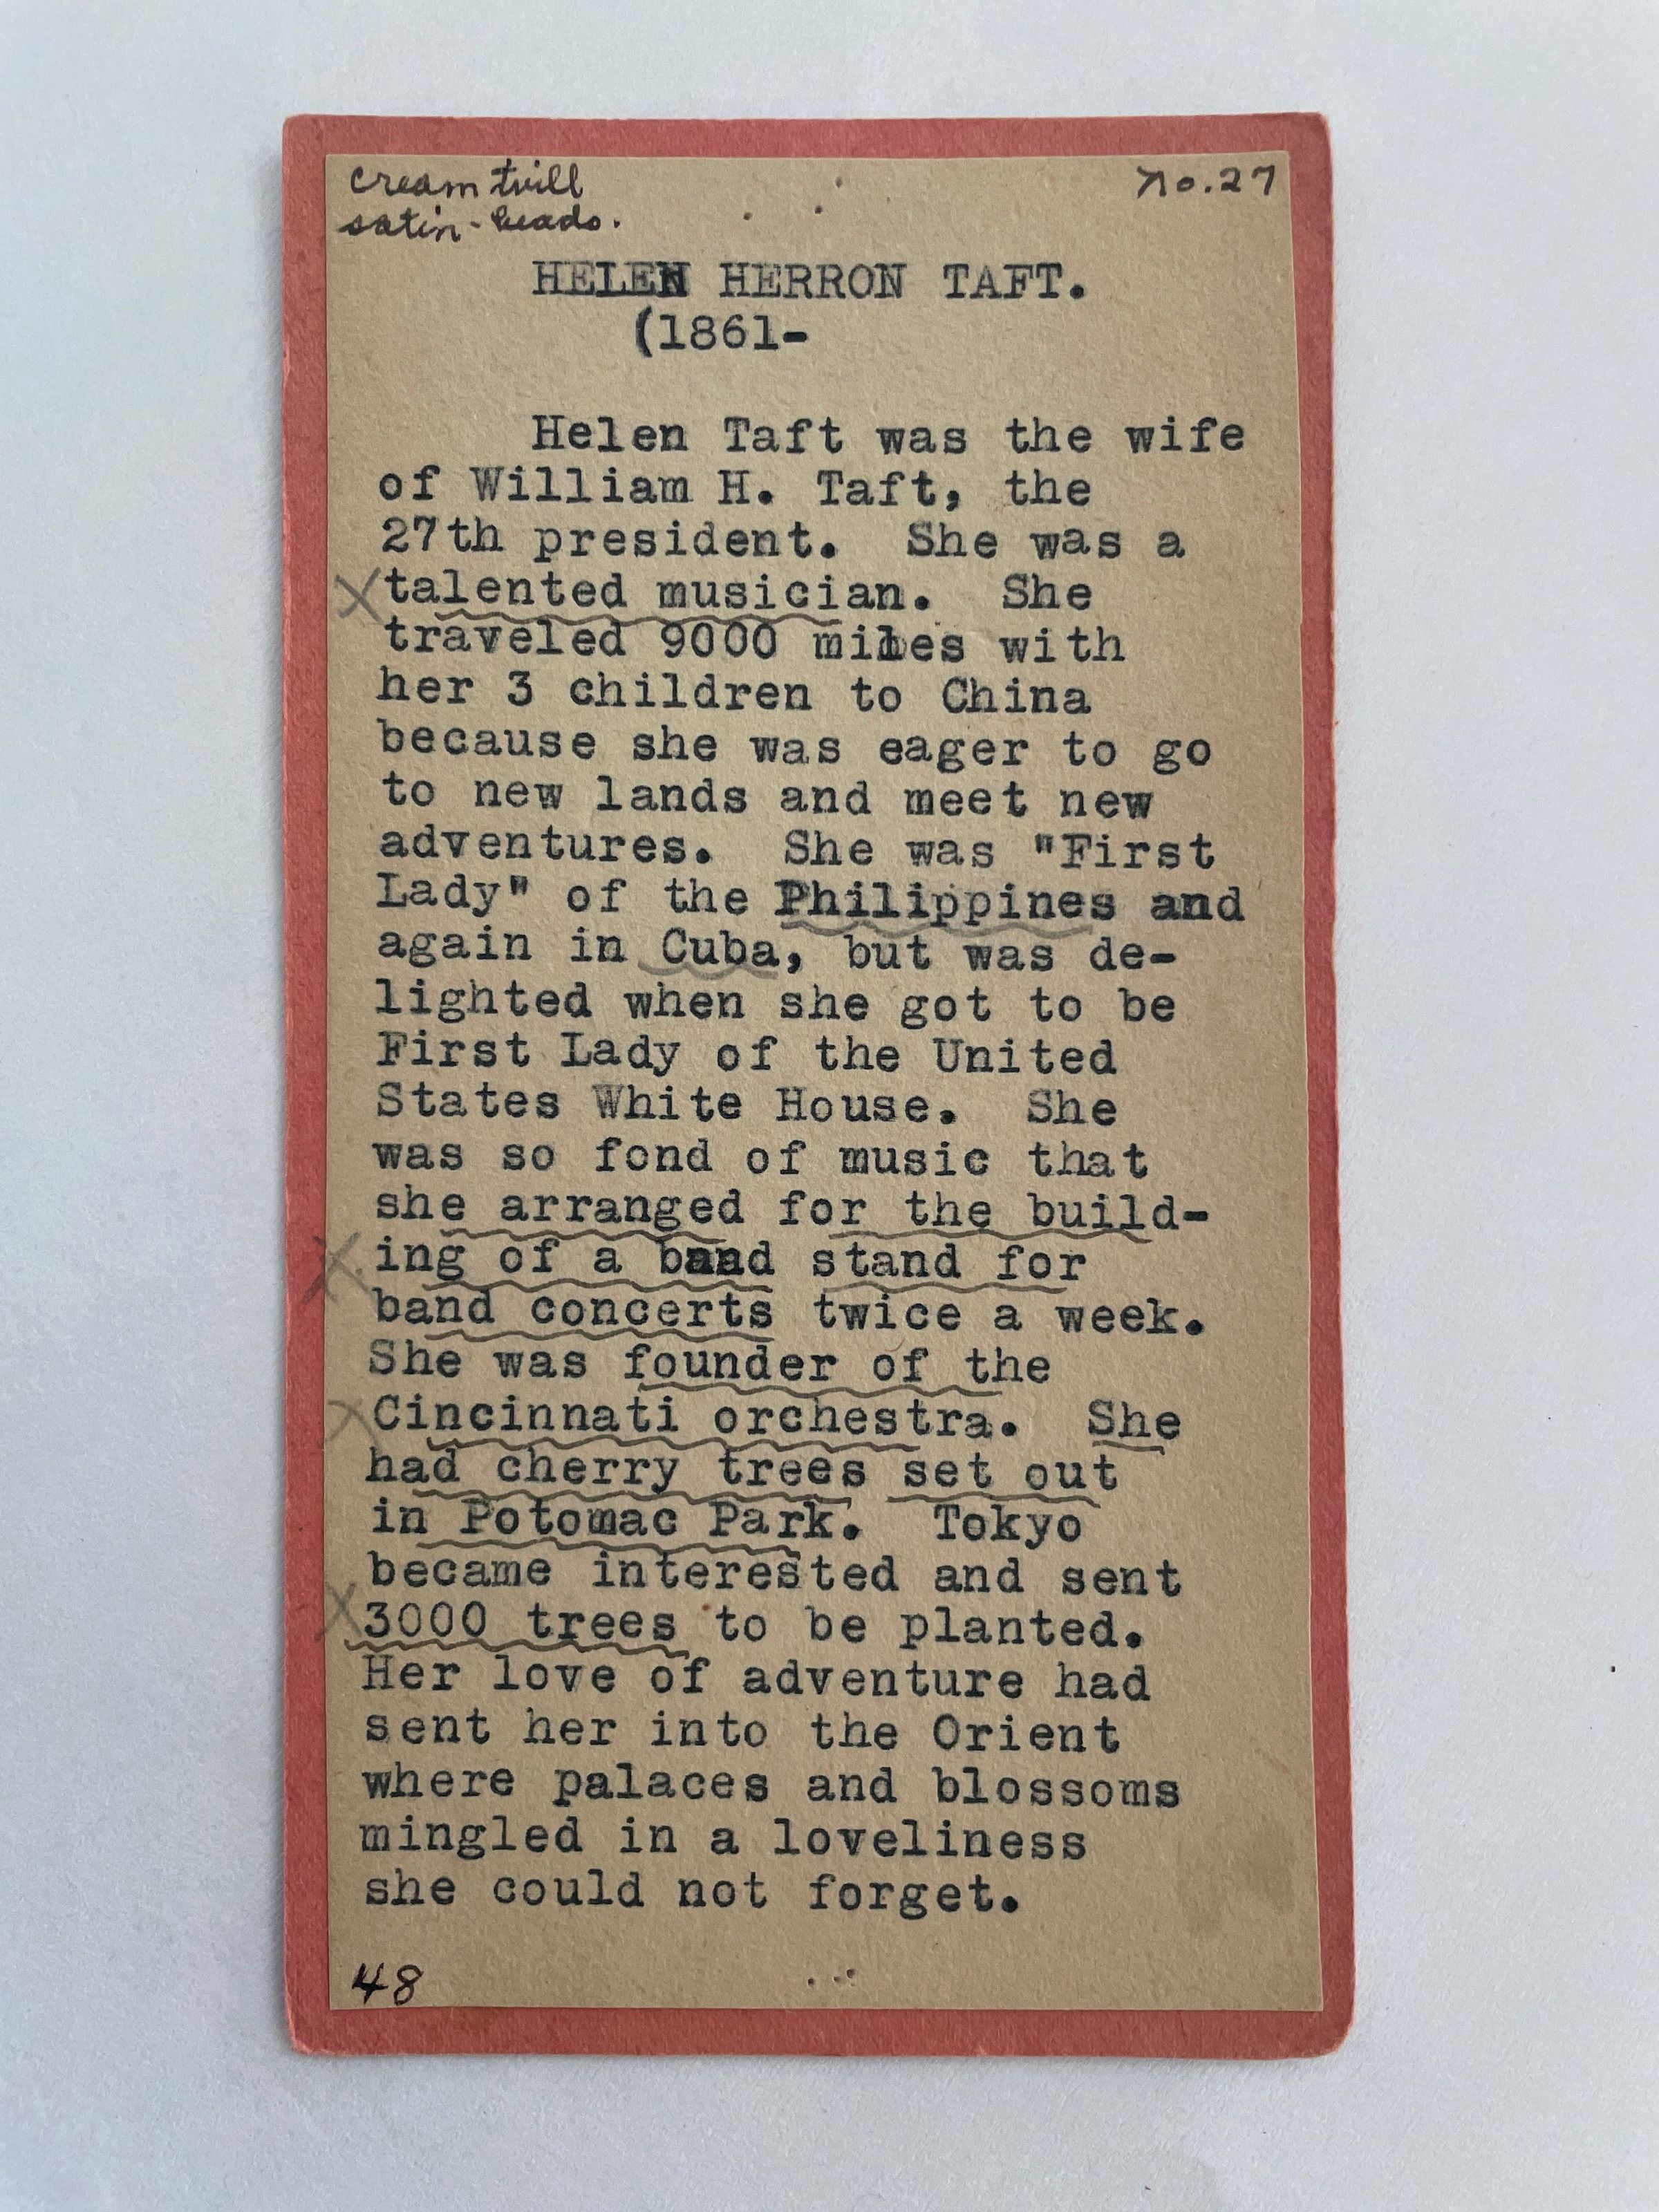 cream twill no.27
satin-beads.
HELEN HERRON TAFT.
(1861-
Helen Taft was the wife
of William H. Taft, the
27th president. She was a
X talented musician. She
traveled 9000 miles with
her 3 children to China
because she was eager to go
to new lands and meet new
adventures. She was "First
Lady" of the Philippines and
again in Cuba, but was de-
lighted when she got to be
First Lady of the United
States White House. She
was so fond of music that
she arranged for the build-
X ing of a band stand for
band concerts twice a week.
She was founder of the
X Cincinnati orchestra. She
had cherry trees set out
in Potomac Park. Tokyo
became interested and sent
X 3000 trees to be planted.
Her love of adventure had
sent her into the Orient
where palaces and blossoms
mingled in a loveliness
she could not forget.
48